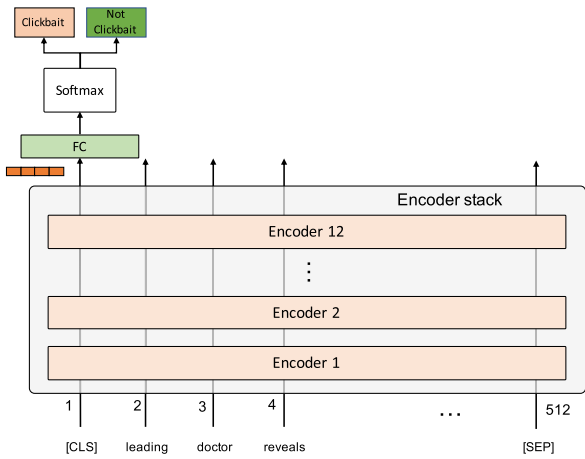 Clickbait
Not
Clickbait
Softmax
FC
Encoder stack
Encoder 12
Encoder 2
Encoder 1
1 2 3 4 ... 512
[CLS] leading doctor reveals [SEP]